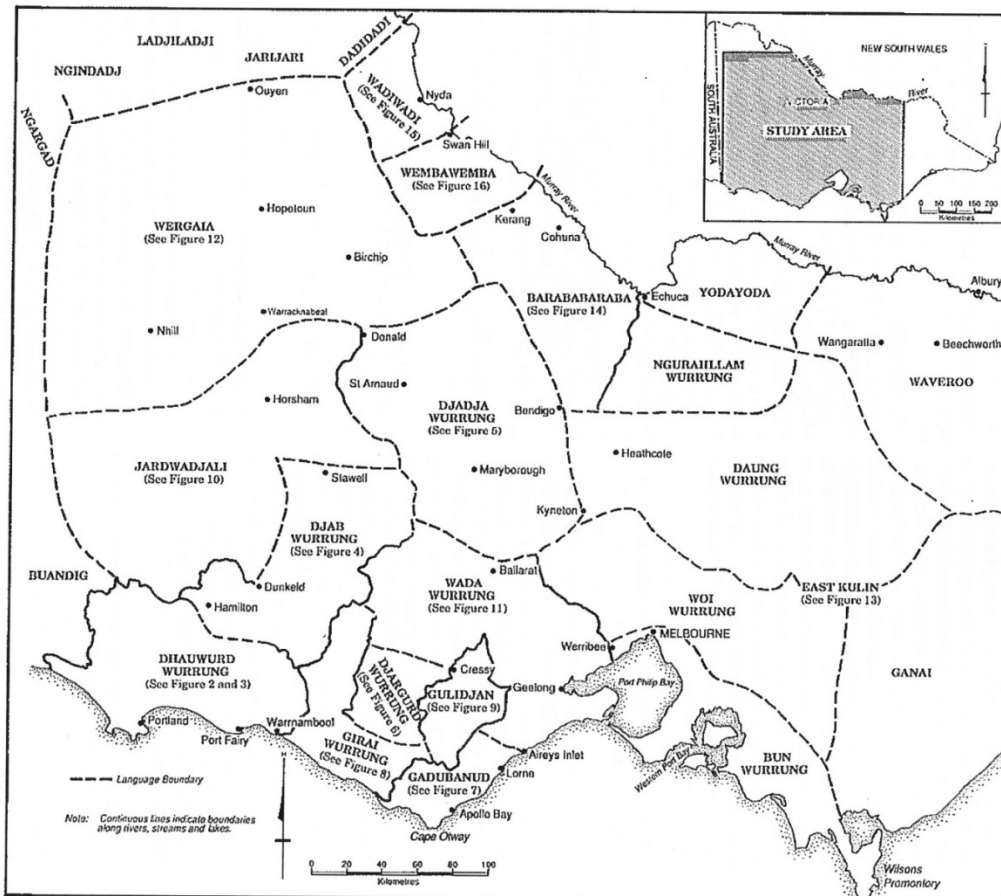 LADJILADJI
NGINDADJ
JARIJARI
DADIDADI
NGARGAD
Ouyen
WADIWADI
(See Figure 15)
Nyda
Swan Hill
WEMBAWEMBA
(See Figure 16)
Murray River
Kerang
Cohuna
Hopetoun
WERGAIA
(See Figure 12)
Birchip
Warracknabeal
Nhill
Donald
BARABABARABA
(See Figure 14)
Echuca
YODAYODA
Murray River
Albury
Wangaratta
Beechworth
WAVEROO
NGURAHLLAM
WURRUNG
St Arnaud
Horsham
DJADJA
WURRUNG
(See Figure 5)
Bendigo
Heathcote
Maryborough
DAUNG
WURRUNG
JARDWADJALI
(See Figure 10)
Stawell
DJAB
WURRUNG
(See Figure 4)
Kyneton
BUANDIG
Dunkeld
Hamilton
Ballarat
WADA
WURRUNG
(See Figure 11)
WOI
WURRUNG
EAST KULIN
(See Figure 13)
MELBOURNE
Werribee
GANAI
DHAUWURD
WURRUNG
(See Figure 2 and 3)
Cressy
DJARGURD
WURRUNG
(See Figure 6)
GULIDJAN
(See Figure 9)
Geelong
Port Philip Bay
Portland
Port Fairy
Warrnambool
GIRAI
WURRUNG
(See Figure 8)
GADUBANUD
(See Figure 7)
Aireys Inlet
Lorne
Western Port Bay
BUN
WURRUNG
Apollo Bay
Cape Otway
Wilsons
Promontory
Language Boundary
Note: Continuous lines indicate boundaries
along rivers, streams and lakes.
N
0 20 40 60 80 100
Kilometres
NEW SOUTH WALES
SOUTH AUSTRALIA
Murray
River
VICTORIA
STUDY AREA
0 50 100 150 200
Kilometres